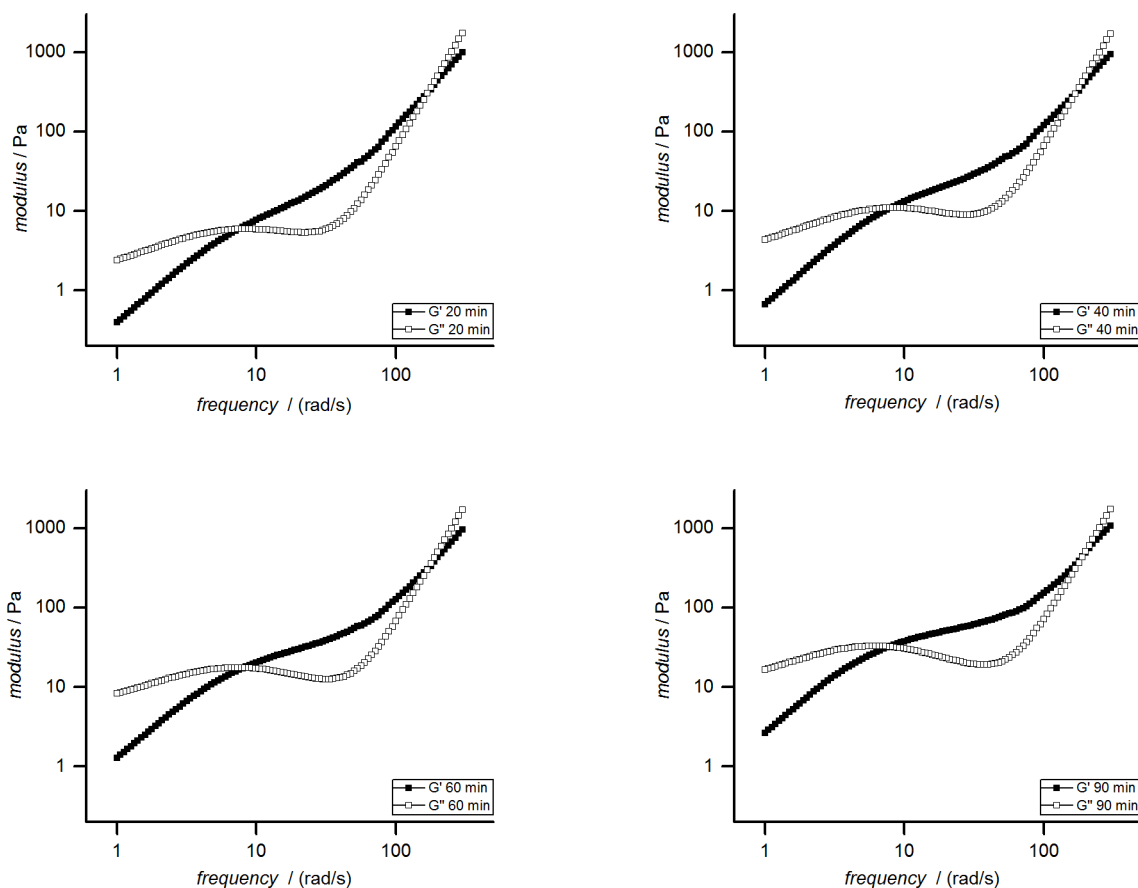 1000
100
10
1
modulus / Pa
G' 20 min
G" 20 min
1 10 100
frequency / (rad/s)
1000
100
10
1
modulus / Pa
G' 40 min
G" 40 min
1 10 100
frequency / (rad/s)
1000
100
10
1
modulus / Pa
G' 60 min
G" 60 min
1 10 100
frequency / (rad/s)
1000
100
10
1
modulus / Pa
G' 90 min
G" 90 min
1 10 100
frequency / (rad/s)